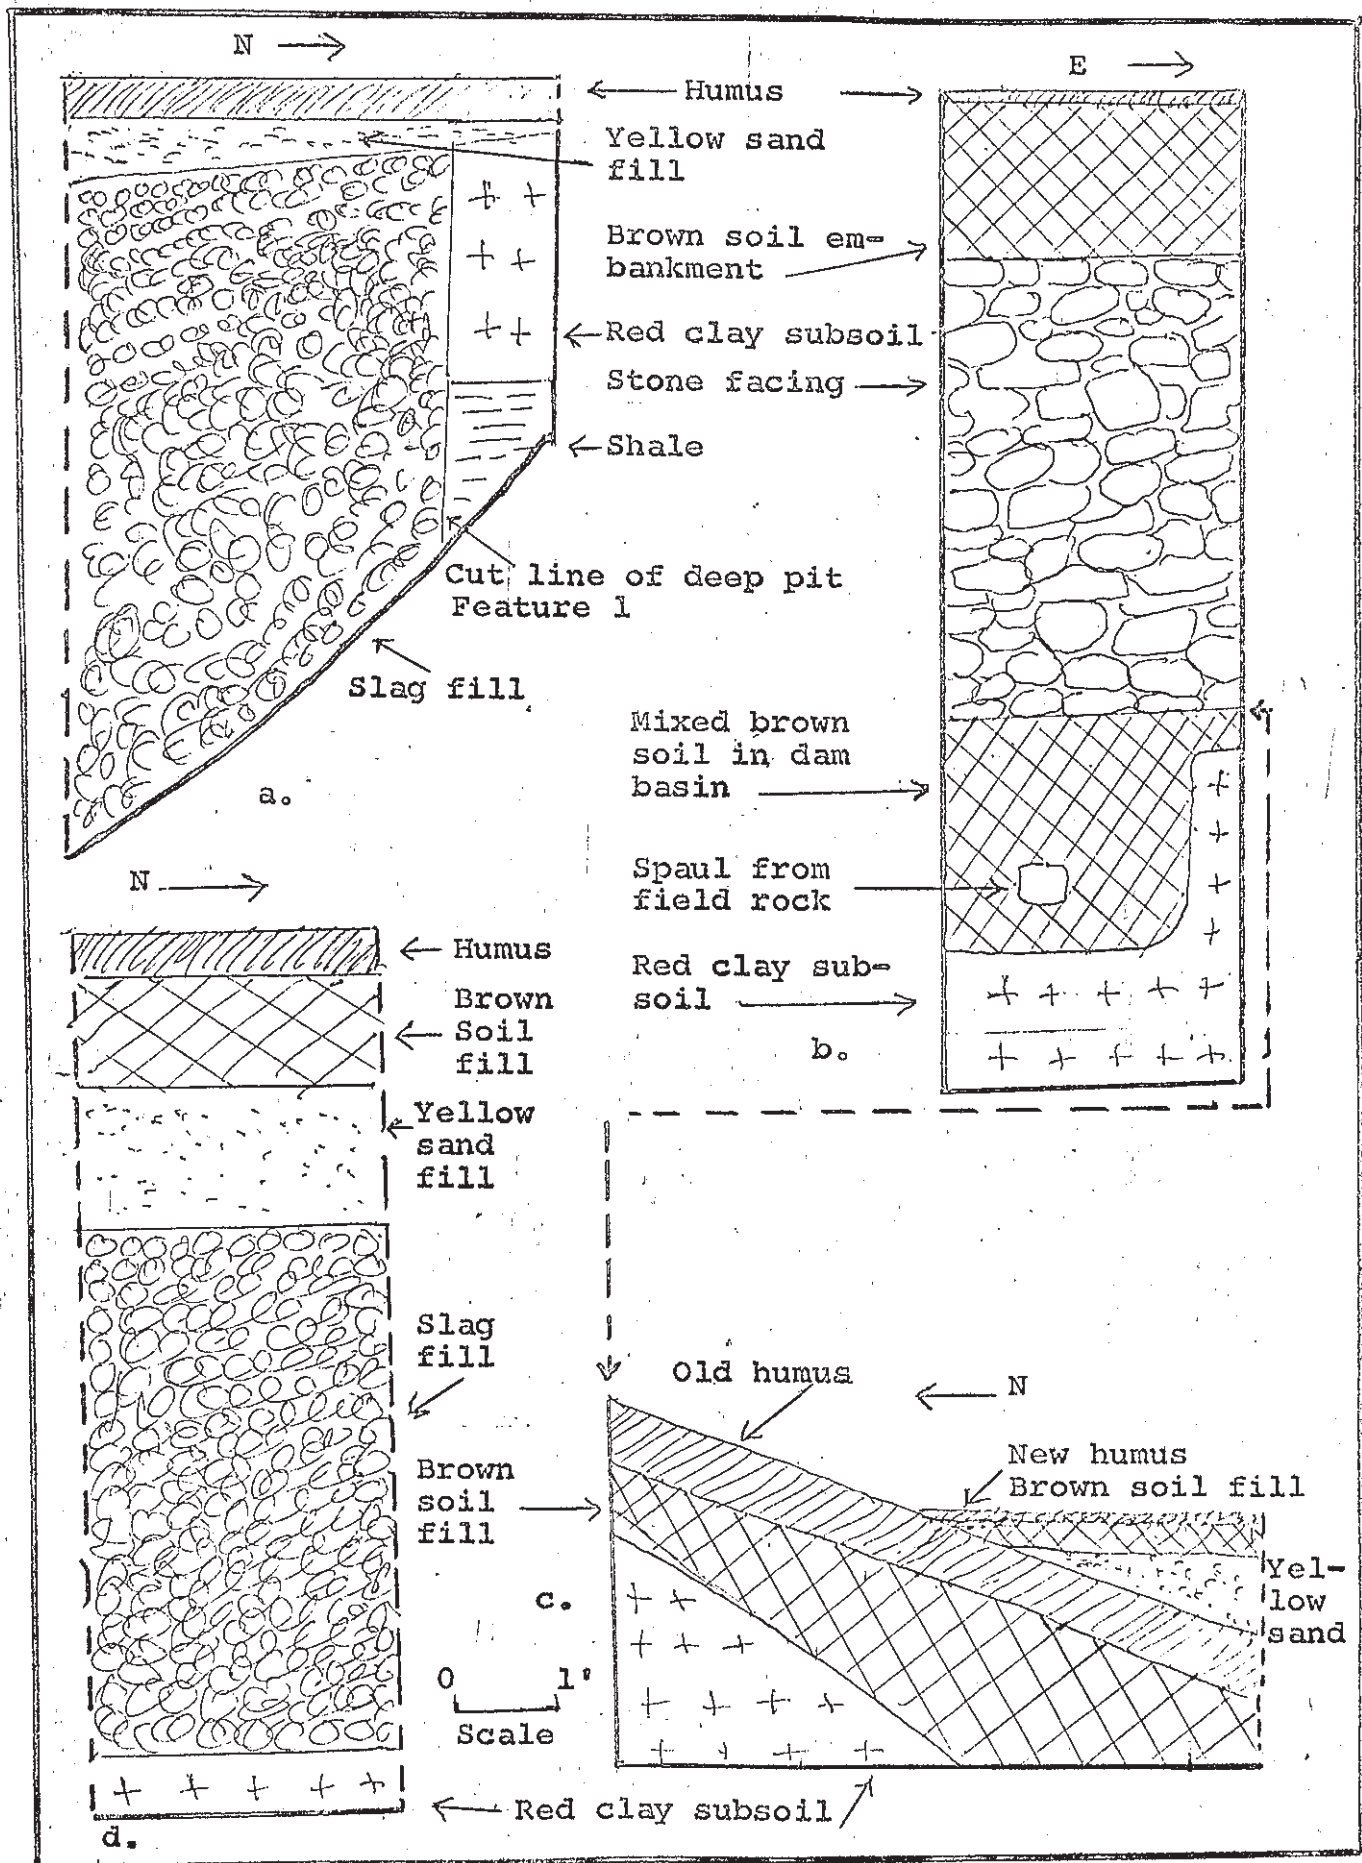 N
E
Humus
Yellow sand
fill
Brown soil em-
bankment
Red clay subsoil
Stone facing
Shale
Cut line of deep pit
Feature 1
Slag fill
a.
Mixed brown
soil in dam
basin
Spaul from
field rock
Red clay sub-
soil
b.
N
Humus
Brown
Soil
fill
Yellow
sand
fill
Slag
fill
Brown
soil
fill
Old humus
N
New humus
Brown soil fill
Yel-
low
sand
c.
0 1'
Scale
Red clay subsoil
d.